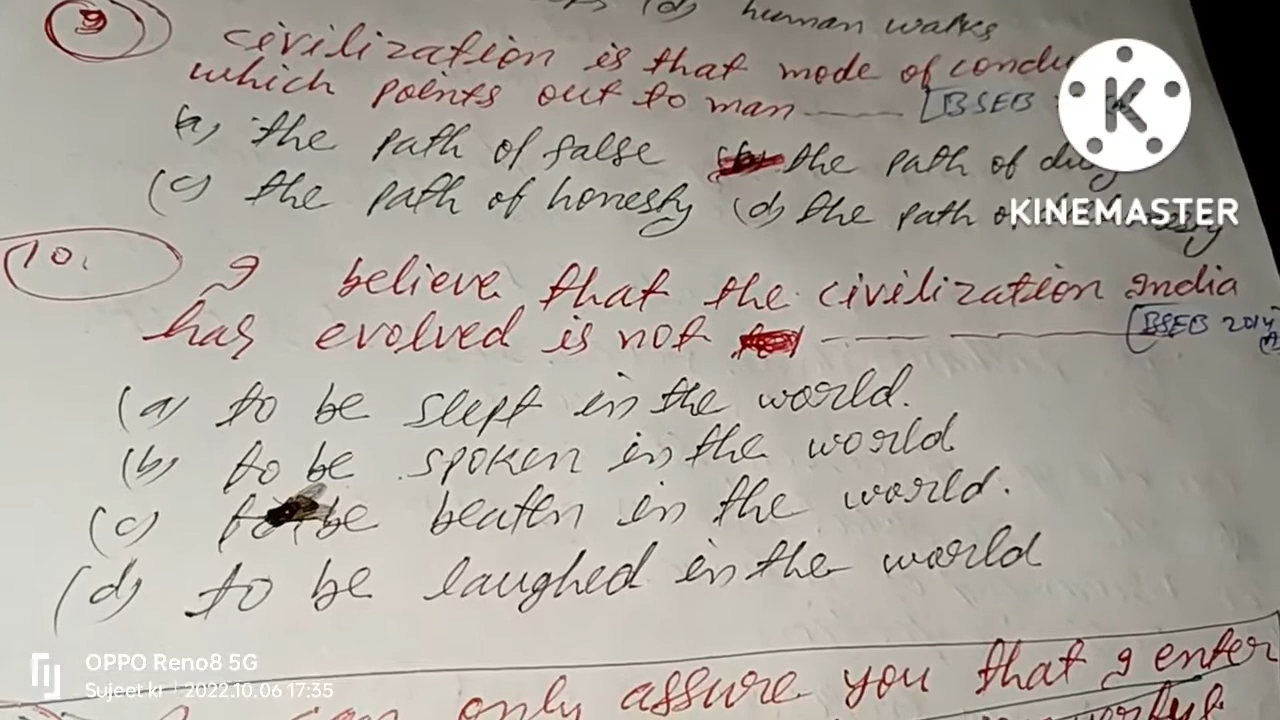 (d) human walks
9 civilization is that mode of condu
which points out to man —— [BSEB
(a) the path of false (b) the path of duty
(c) the path of honesty (d) the path
KINEMASTER
10. I believe that the civilization India
has evolved is not ———— [BSEB 2014 A
(a) to be slept in the world.
(b) to be spoken in the world
(c) to be beaten in the world.
(d) to be laughed in the world
can only assure you that I enter
OPPO Reno8 5G
Sujeet kr | 2022.10.06 17:35